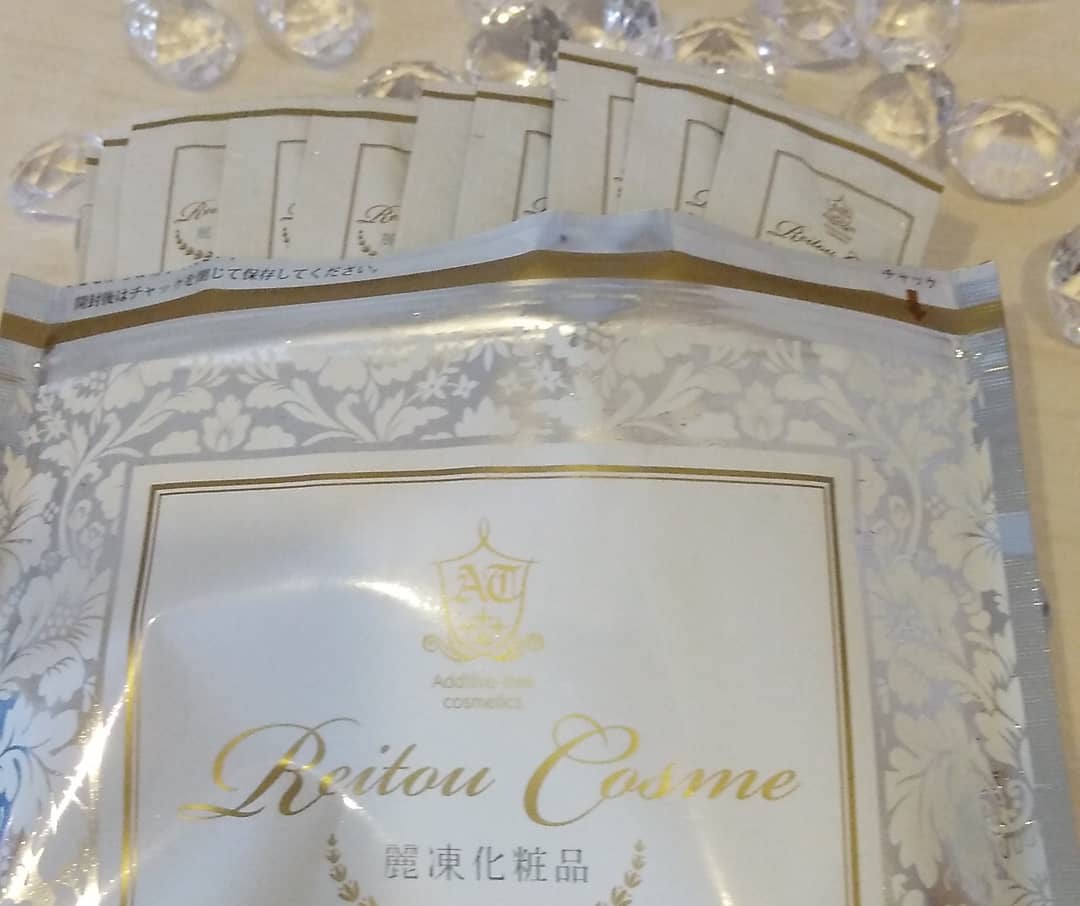 Reitou
開封後はチャックを閉じて保存してください。
チャック
AT
Additive-free
cosmetics
Reitou Cosme
麗凍化粧品